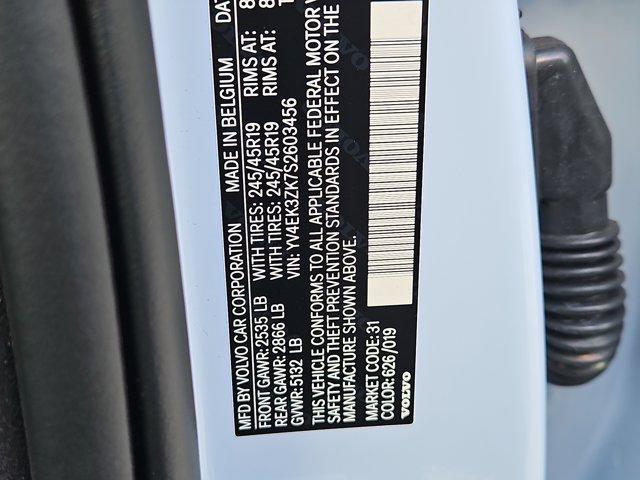 MFD BY VOLVO CAR CORPORATION MADE IN BELGIUM DAT
FRONT GAWR: 2535 LB WITH TIRES: 245/45R19 RIMS AT: 8
REAR GAWR: 2866 LB WITH TIRES: 245/45R19 RIMS AT: 8
GVWR: 5132 LB VIN: YV4EK3ZK7S2603456
THIS VEHICLE CONFORMS TO ALL APPLICABLE FEDERAL MOTOR V
SAFETY AND THEFT PREVENTION STANDARDS IN EFFECT ON THE
MANUFACTURE SHOWN ABOVE.
MARKET CODE: 31
COLOR: 626 /019
VOLVO